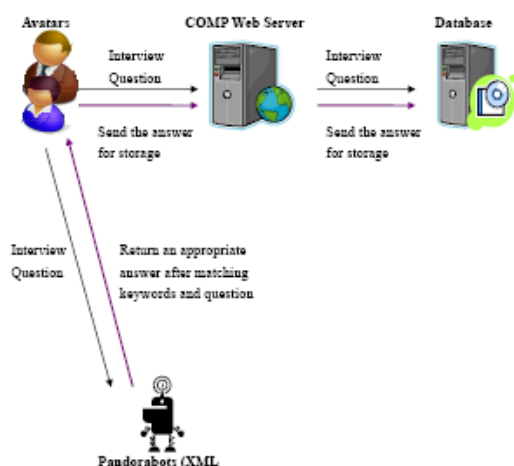 Avatars
COMP Web Server
Database
Interview
Question
Interview
Question
Send the answer
for storage
Send the answer
for storage
Interview
Question
Return an appropriate
answer after matching
keywords and question
Pandorabots (XML